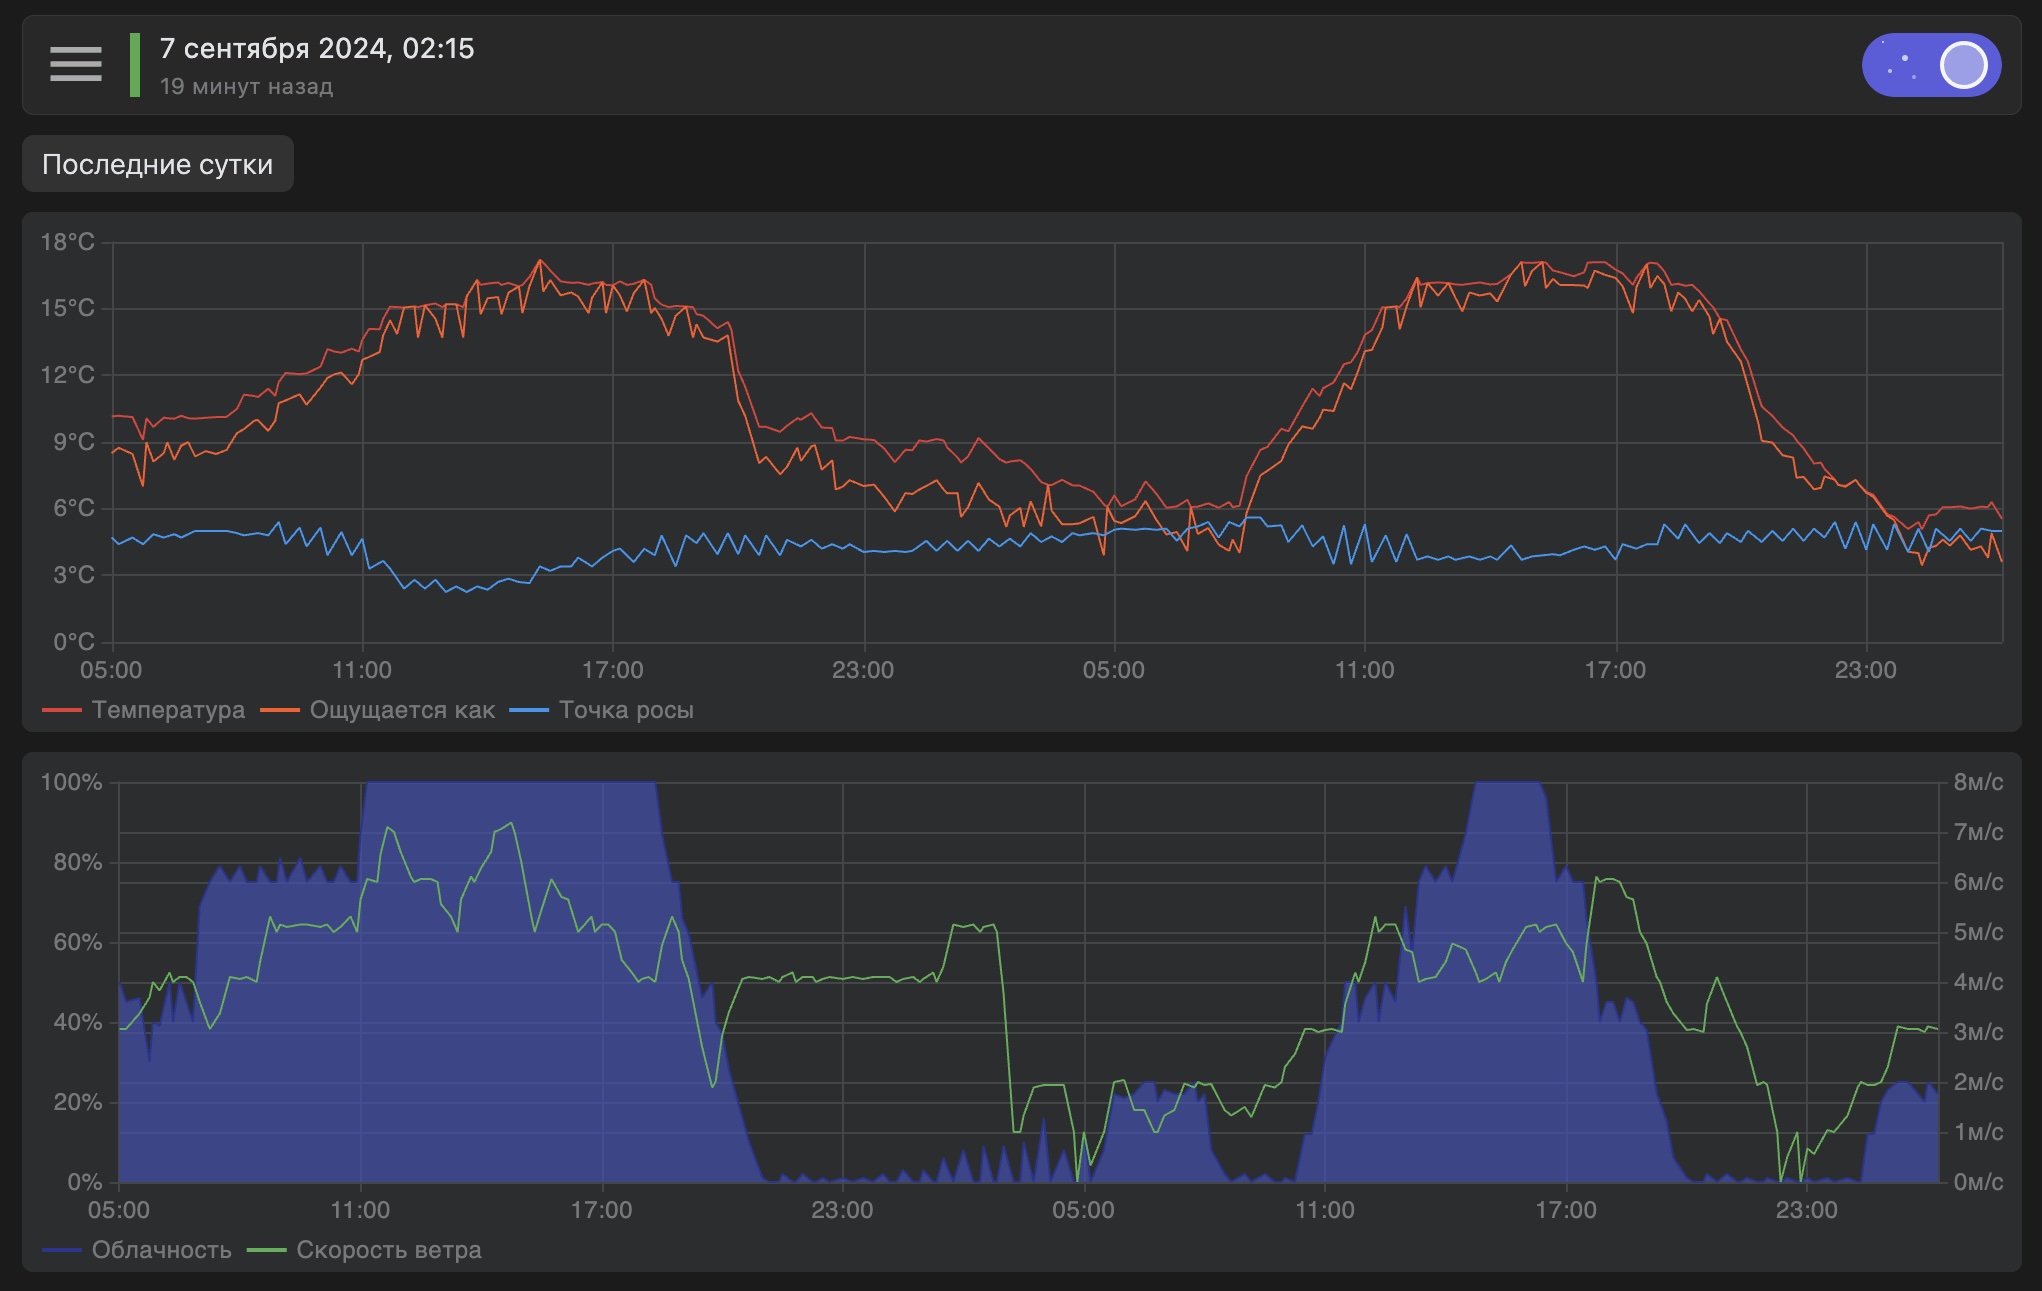 7 сентября 2024, 02:15
19 минут назад
Последние сутки
18°C
15°C
12°C
9°C
6°C
3°C
0°C
05:00 11:00 17:00 23:00 05:00 11:00 17:00 23:00
Температура Ощущается как Точка росы
100% 8м/с
7м/с
80%
6м/с
60% 5м/с
4м/с
40% 3м/с
20% 2м/с
1м/с
0% 0м/с
05:00 11:00 17:00 23:00 05:00 11:00 17:00 23:00
Облачность Скорость ветра